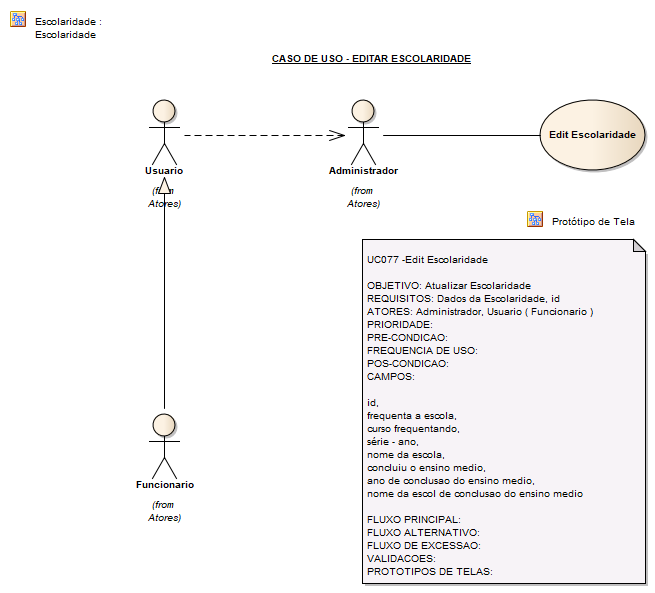 Escolaridade :
Escolaridade
CASO DE USO - EDITAR ESCOLARIDADE
Usuario
(from
Atores)
Administrador
(from
Atores)
Edit Escolaridade
Protótipo de Tela
UC077 -Edit Escolaridade
OBJETIVO: Atualizar Escolaridade
REQUISITOS: Dados da Escolaridade, id
ATORES: Administrador, Usuario ( Funcionario )
PRIORIDADE:
PRE-CONDICAO:
FREQUENCIA DE USO:
POS-CONDICAO:
CAMPOS:
id,
frequenta a escola,
curso frequentando,
série - ano,
nome da escola,
concluiu o ensino medio,
ano de conclusao do ensino medio,
nome da escol de conclusao do ensino medio
FLUXO PRINCIPAL:
FLUXO ALTERNATIVO:
FLUXO DE EXCESSAO:
VALIDACOES:
PROTOTIPOS DE TELAS:
Funcionario
(from
Atores)